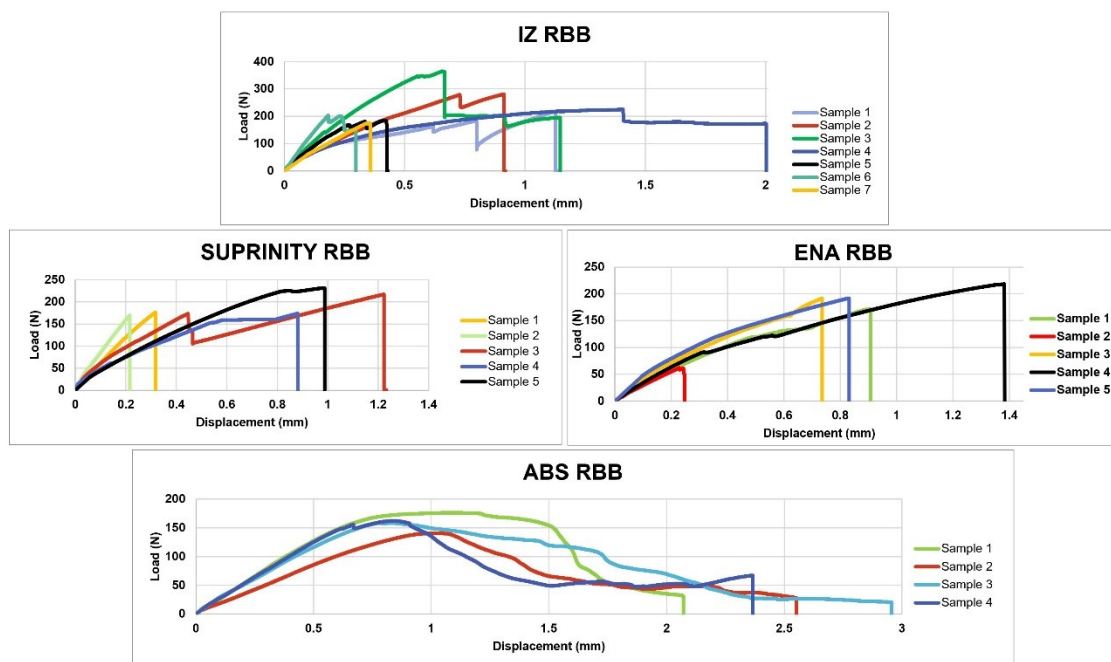 IZ RBB
400
300
200
100
0
Load (N)
0
0.5
1
1.5
2
Displacement (mm)
Sample 1
Sample 2
Sample 3
Sample 4
Sample 5
Sample 6
Sample 7
SUPRINITY RBB
250
200
150
100
50
0
Load (N)
0
0.2
0.4
0.6
0.8
1
1.2
1.4
Displacement (mm)
Sample 1
Sample 2
Sample 3
Sample 4
Sample 5
ENA RBB
250
200
150
100
50
0
Load (N)
0
0.2
0.4
0.6
0.8
1
1.2
1.4
Displacement (mm)
Sample 1
Sample 2
Sample 3
Sample 4
Sample 5
ABS RBB
200
150
100
50
0
Load (N)
0
0.5
1
1.5
2
2.5
3
Displacement (mm)
Sample 1
Sample 2
Sample 3
Sample 4